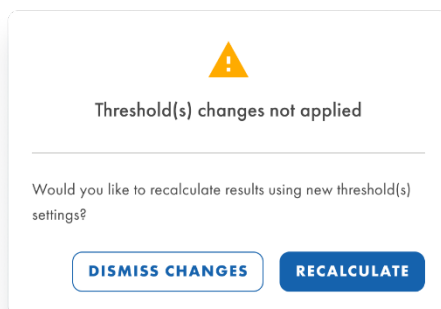 Threshold(s) changes not applied
Would you like to recalculate results using new threshold(s)
settings?
DISMISS CHANGES
RECALCULATE